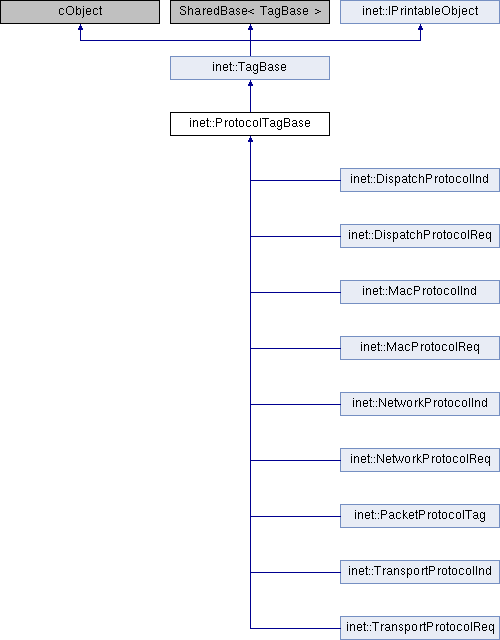 cObject
SharedBase< TagBase >
inet::IPrintableObject
inet::TagBase
inet::ProtocolTagBase
inet::DispatchProtocolInd
inet::DispatchProtocolReq
inet::MacProtocolInd
inet::MacProtocolReq
inet::NetworkProtocolInd
inet::NetworkProtocolReq
inet::PacketProtocolTag
inet::TransportProtocolInd
inet::TransportProtocolReq